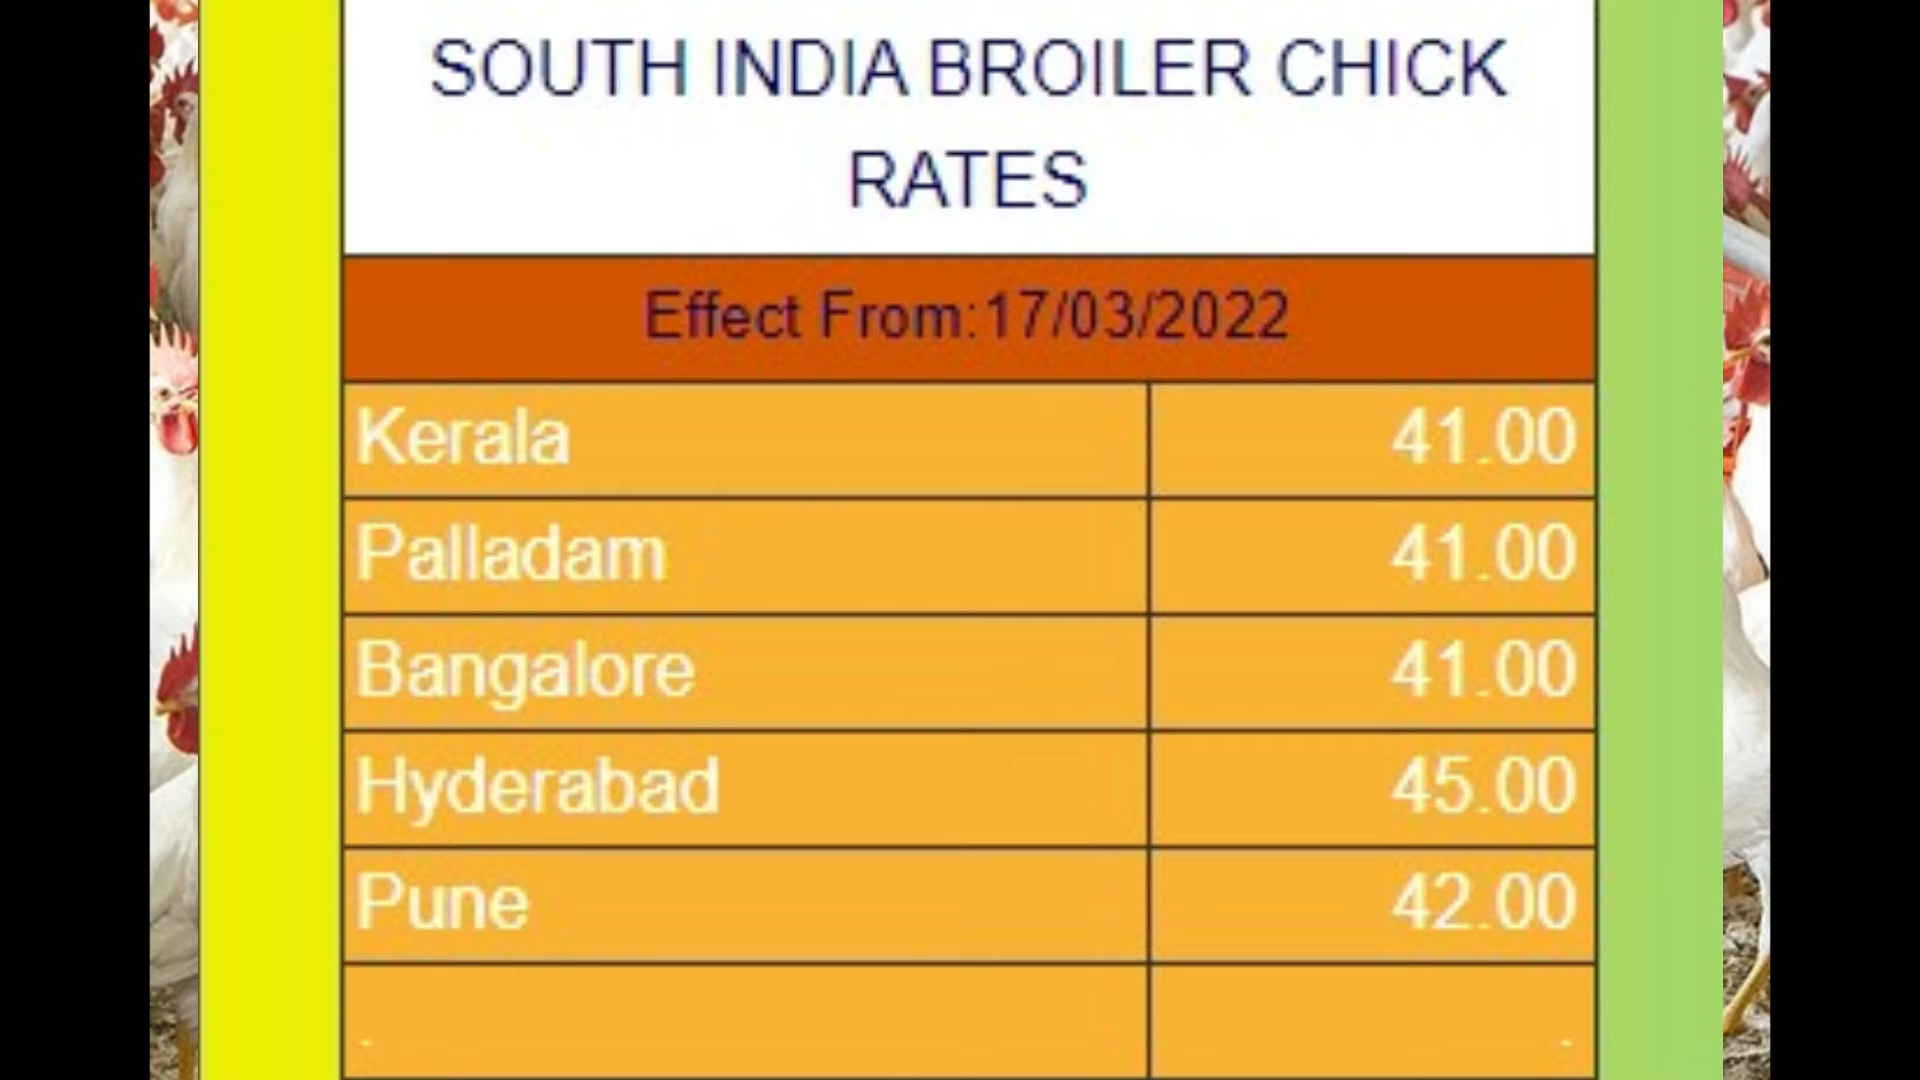 SOUTH INDIA BROILER CHICK
RATES
Effect From:17/03/2022
Kerala 41.00
Palladam 41.00
Bangalore 41.00
Hyderabad 45.00
Pune 42.00
. -